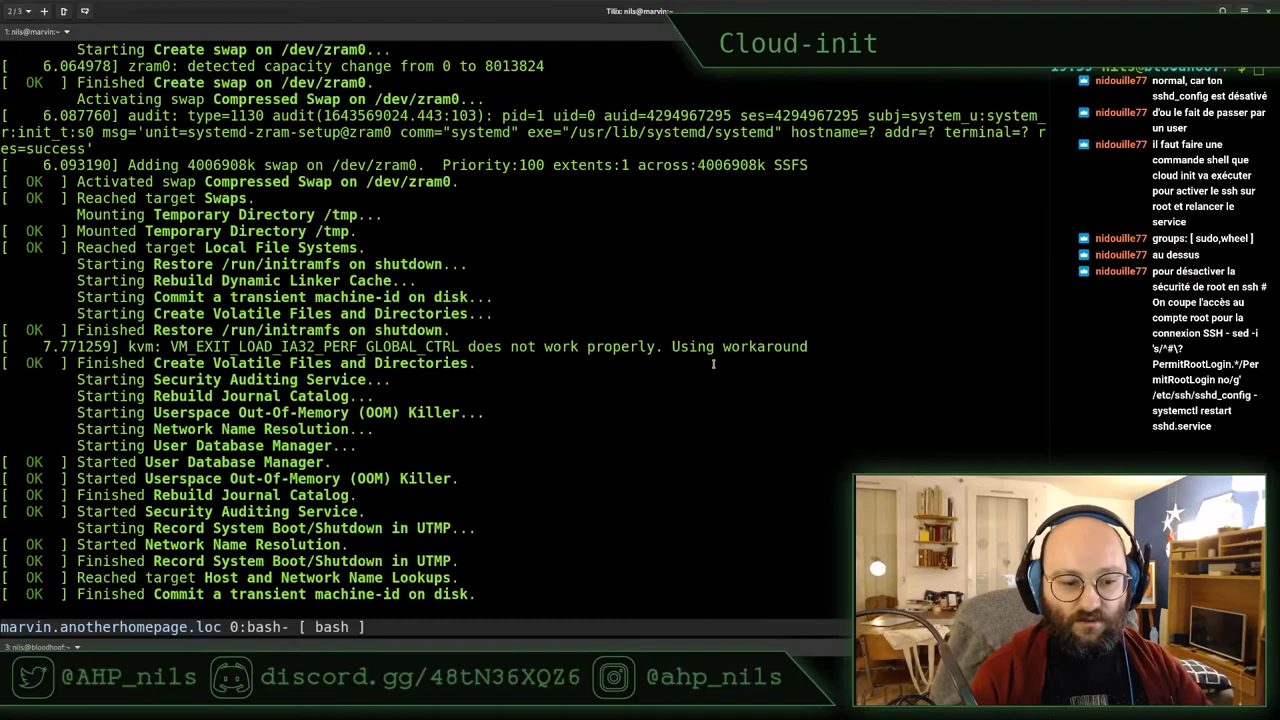 2/3
Tilix: nils@marvin:~
1: nils@marvin:~
Cloud-init
Starting Create swap on /dev/zram0...
[    6.064978] zram0: detected capacity change from 0 to 8013824
[  OK  ] Finished Create swap on /dev/zram0.
Activating swap Compressed Swap on /dev/zram0...
[    6.087760] audit: type=1130 audit(1643569024.443:103): pid=1 uid=0 auid=4294967295 ses=4294967295 subj=system_u:system_
r:init_t:s0 msg='unit=systemd-zram-setup@zram0 comm="systemd" exe="/usr/lib/systemd/systemd" hostname=? addr=? terminal=? r
es=success'
[    6.093190] Adding 4006908k swap on /dev/zram0.  Priority:100 extents:1 across:4006908k SSFS
[  OK  ] Activated swap Compressed Swap on /dev/zram0.
[  OK  ] Reached target Swaps.
Mounting Temporary Directory /tmp...
[  OK  ] Mounted Temporary Directory /tmp.
[  OK  ] Reached target Local File Systems.
Starting Restore /run/initramfs on shutdown...
Starting Rebuild Dynamic Linker Cache...
Starting Commit a transient machine-id on disk...
Starting Create Volatile Files and Directories...
[  OK  ] Finished Restore /run/initramfs on shutdown.
[    7.771259] kvm: VM_EXIT_LOAD_IA32_PERF_GLOBAL_CTRL does not work properly. Using workaround
[  OK  ] Finished Create Volatile Files and Directories.
Starting Security Auditing Service...
Starting Rebuild Journal Catalog...
Starting Userspace Out-Of-Memory (OOM) Killer...
Starting Network Name Resolution...
Starting User Database Manager...
[  OK  ] Started User Database Manager.
[  OK  ] Started Userspace Out-Of-Memory (OOM) Killer.
[  OK  ] Finished Rebuild Journal Catalog.
[  OK  ] Started Security Auditing Service.
Starting Record System Boot/Shutdown in UTMP...
[  OK  ] Started Network Name Resolution.
[  OK  ] Finished Record System Boot/Shutdown in UTMP.
[  OK  ] Reached target Host and Network Name Lookups.
[  OK  ] Finished Commit a transient machine-id on disk.
marvin.anotherhomepage.loc 0:bash- [ bash ]
3: nils@bloodhoof:~
nidouille77 normal, car ton
sshd_config est désativé
nidouille77 d'ou le fait de passer par
un user
nidouille77 il faut faire une
commande shell que
cloud init va exécuter
pour activer le ssh sur
root et relancer le
service
nidouille77 groups: [ sudo,wheel ]
nidouille77 au dessus
nidouille77 pour désactiver la
sécurité de root en ssh #
On coupe l'accès au
compte root pour la
connexion SSH - sed -i
's/^#\?
PermitRootLogin.*/Per
mitRootLogin no/g'
/etc/ssh/sshd_config -
systemctl restart
sshd.service
@AHP_nils
discord.gg/48tN36XQZ6
@ahp_nils